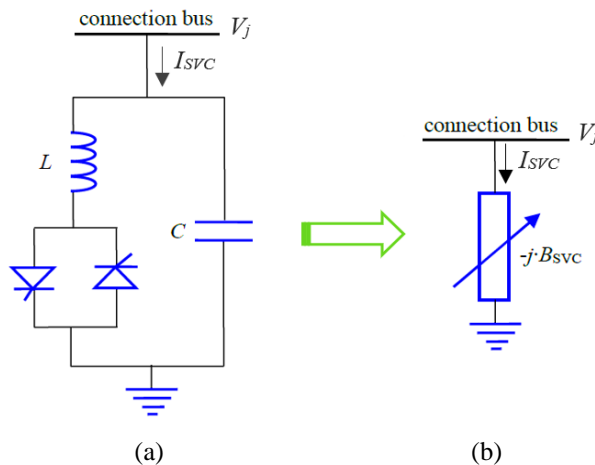 connection bus
Vj
ISVC
L
C
(a)
connection bus
Vj
ISVC
-j·BSVC
(b)